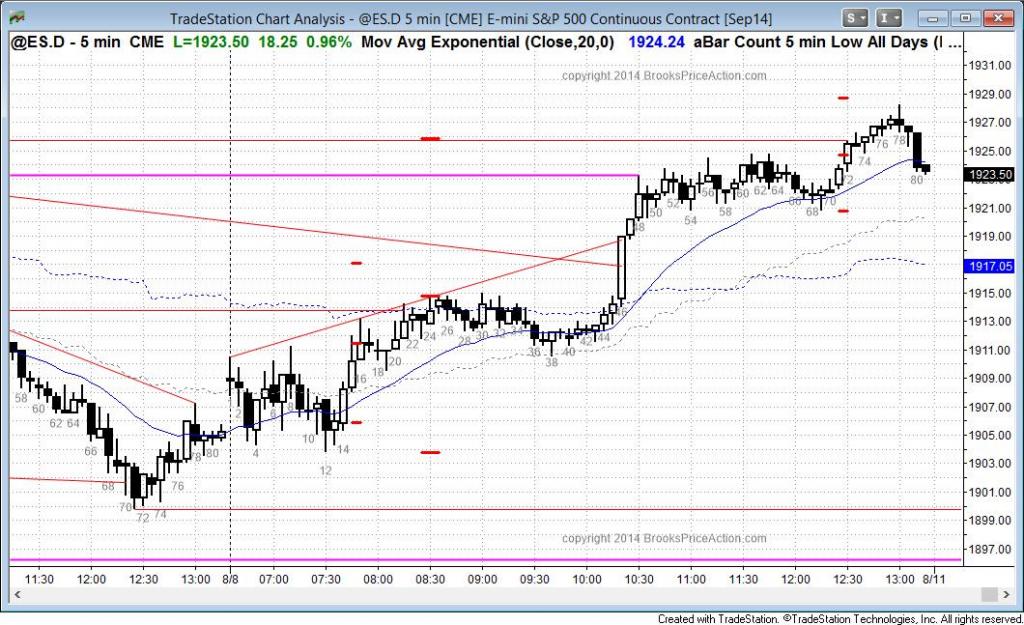 TradeStation Chart Analysis - @ES.D 5 min [CME] E-mini S&P 500 Continuous Contract [Sep14]
S I
@ES.D - 5 min CME L=1923.50 18.25 0.96% Mov Avg Exponential (Close,20,0) 1924.24 aBar Count 5 min Low All Days (I ...
copyright 2014 BrooksPriceAction.com
1931.00
1929.00
1927.00
1925.00
1923.50
1921.00
1919.00
1917.05
1915.00
1913.00
1911.00
1909.00
1907.00
1905.00
1903.00
1901.00
1899.00
1897.00
58 60 62 64 66 68 70 72 74 76 78 80
2 4 6 8 10 12 14 16 18 20 22 24 26 28 30 32 34 36 38 40 42 44 46 48 50 52 54 56 58 60 62 64 66 68 70 72 74 76 78 80
copyright 2014 BrooksPriceAction.com
11:30 12:00 12:30 13:00 8/8 07:00 07:30 08:00 08:30 09:00 09:30 10:00 10:30 11:00 11:30 12:00 12:30 13:00 8/11
Created with TradeStation. ©TradeStation Technologies, Inc. All rights reserved.